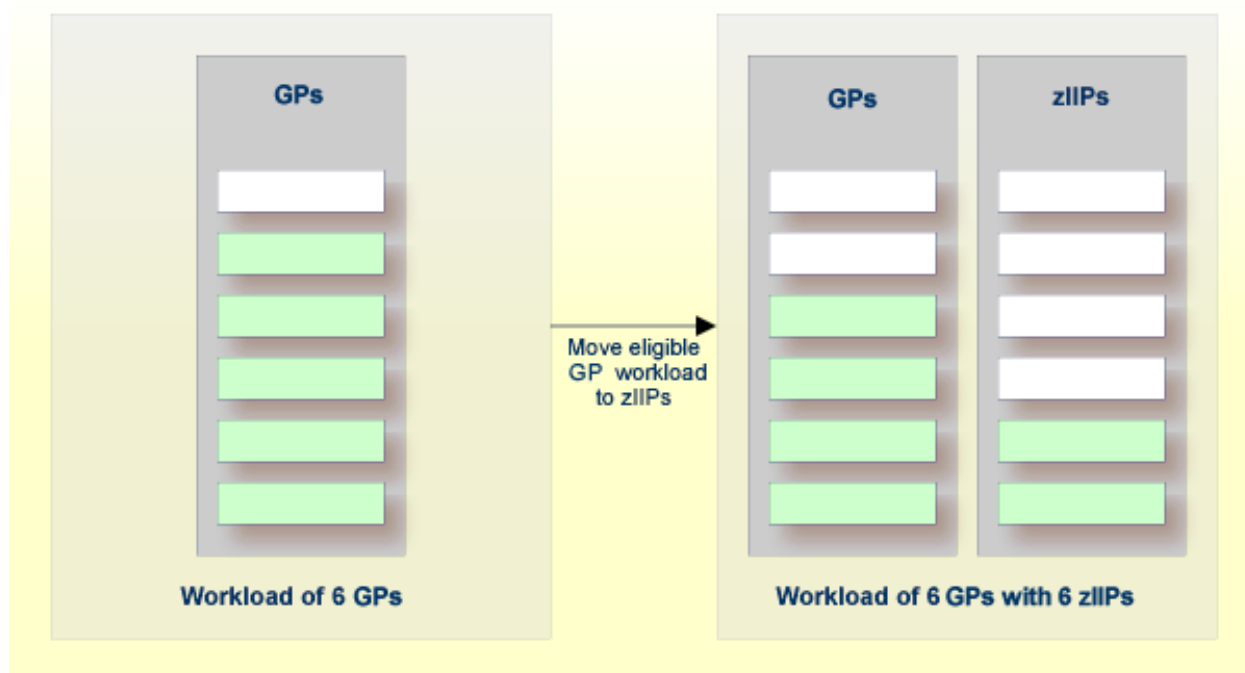 GPs
Workload of 6 GPs
Move eligible
GP workload
to zIIPs
GPs
zIIPs
Workload of 6 GPs with 6 zIIPs